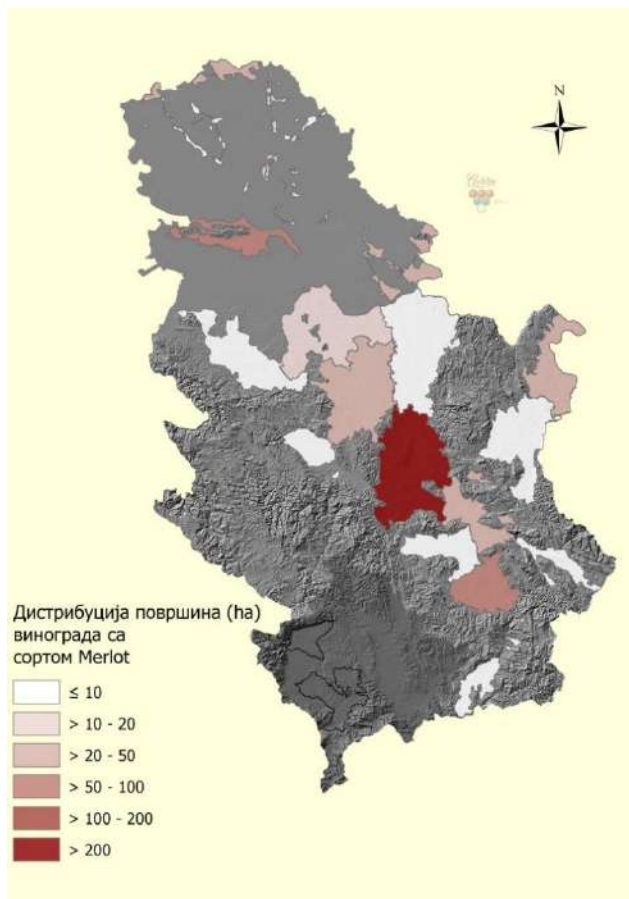 N
Дистрибуција површина (ha)
винограда са
сортом Merlot
≤ 10
> 10 - 20
> 20 - 50
> 50 - 100
> 100 - 200
> 200